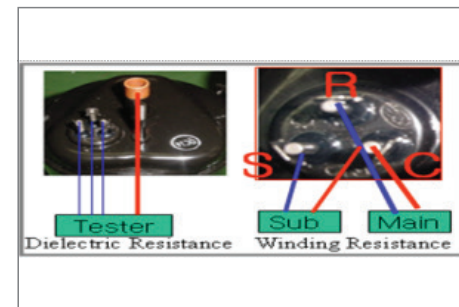 R
S
C
Tester
Sub
Main
Dielectric Resistance
Winding Resistance